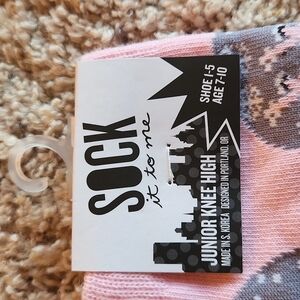 SOCK
it to me
SHOE 1-5
AGE 7-10
JUNIOR KNEE HIGH
MADE IN S. KOREA DESIGNED IN PORTLAND, OR